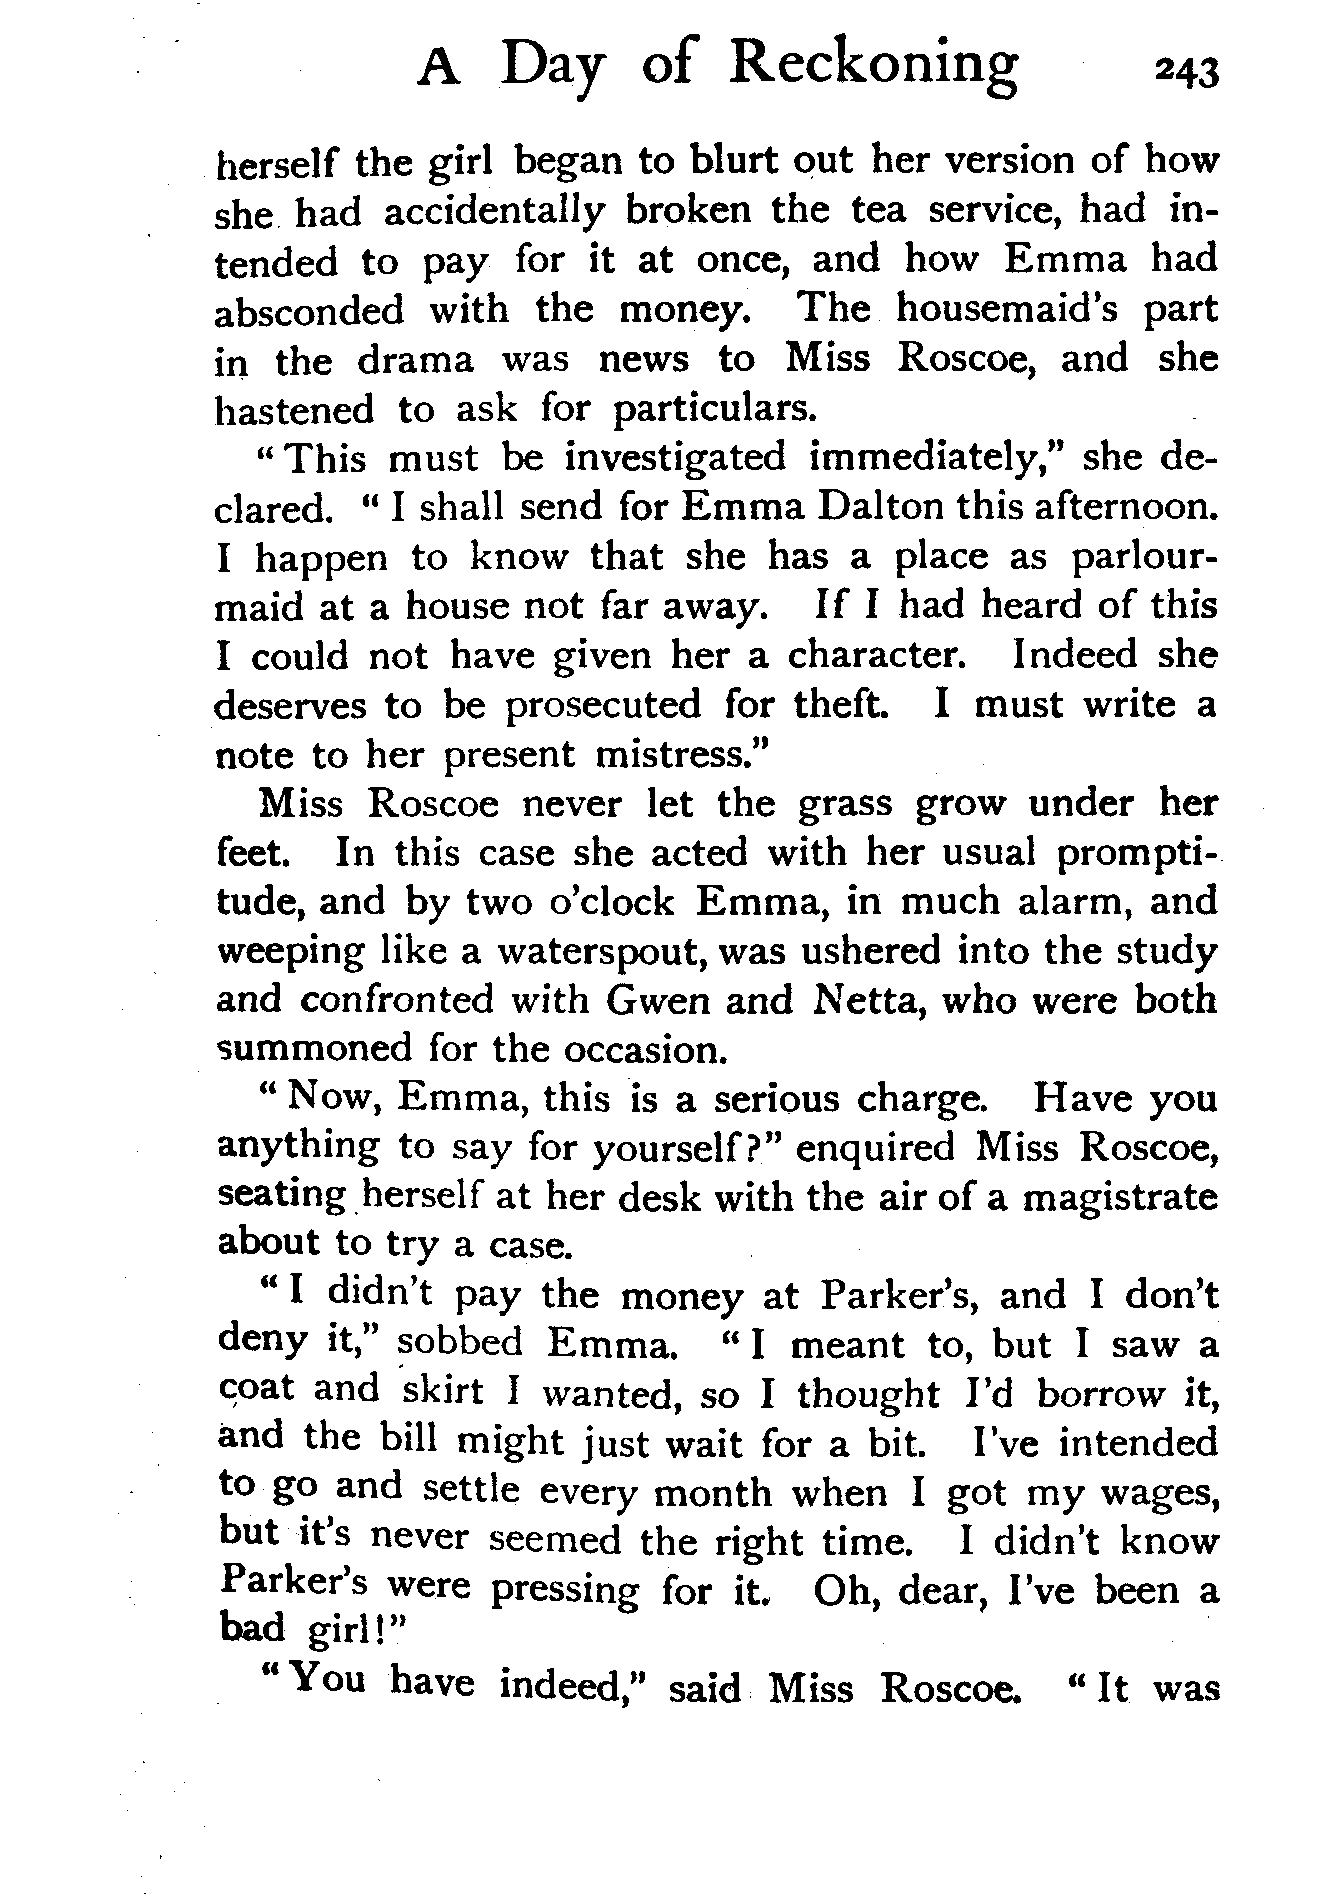 A Day of Reckoning 243
herself the girl began to blurt out her version of how
she had accidentally broken the tea service, had in-
tended to pay for it at once, and how Emma had
absconded with the money. The housemaid's part
in the drama was news to Miss Roscoe, and she
hastened to ask for particulars.
"This must be investigated immediately," she de-
clared. "I shall send for Emma Dalton this afternoon.
I happen to know that she has a place as parlour-
maid at a house not far away. If I had heard of this
I could not have given her a character. Indeed she
deserves to be prosecuted for theft. I must write a
note to her present mistress."
Miss Roscoe never let the grass grow under her
feet. In this case she acted with her usual prompti-
tude, and by two o'clock Emma, in much alarm, and
weeping like a waterspout, was ushered into the study
and confronted with Gwen and Netta, who were both
summoned for the occasion.
"Now, Emma, this is a serious charge. Have you
anything to say for yourself?" enquired Miss Roscoe,
seating herself at her desk with the air of a magistrate
about to try a case.
"I didn't pay the money at Parker's, and I don't
deny it," sobbed Emma. "I meant to, but I saw a
coat and skirt I wanted, so I thought I'd borrow it,
and the bill might just wait for a bit. I've intended
to go and settle every month when I got my wages,
but it's never seemed the right time. I didn't know
Parker's were pressing for it. Oh, dear, I've been a
bad girl!"
"You have indeed," said Miss Roscoe. "It was